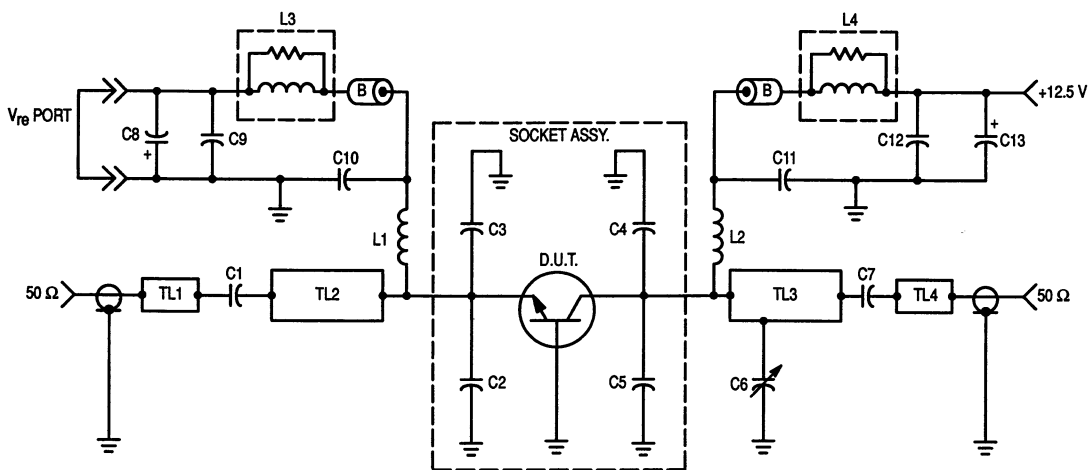 L3
L4
B
B
+12.5 V
Vre PORT
C8
+
C9
C10
SOCKET ASSY.
C11
C12
+
C13
L1
C3
C4
L2
D.U.T.
50 Ω
TL1
C1
TL2
TL3
C7
TL4
50 Ω
C2
C5
C6